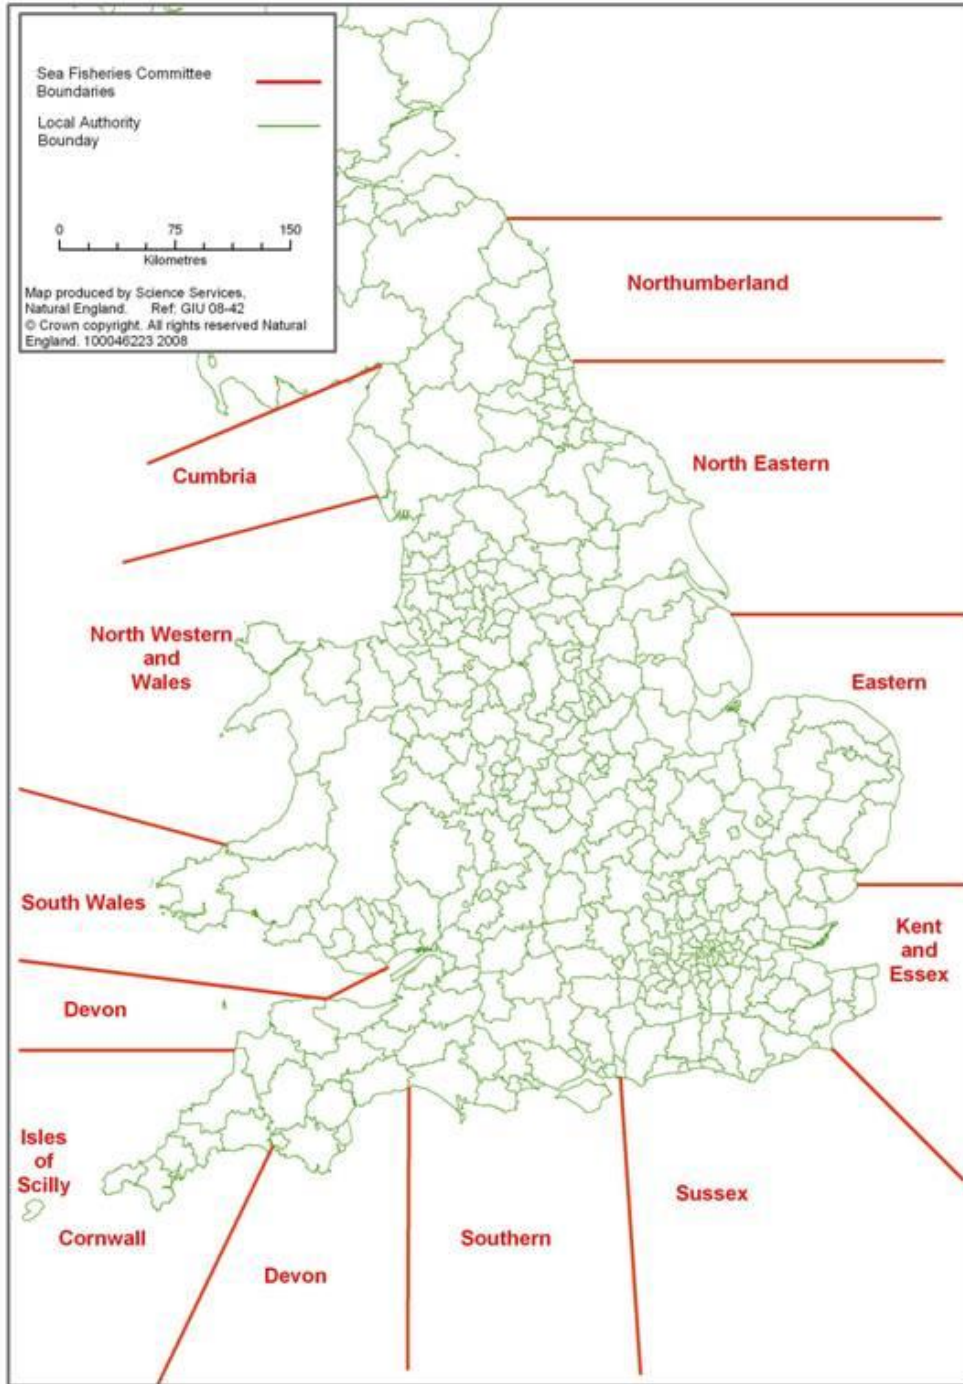 Sea Fisheries Committee
Boundaries
Local Authority
Bounday
0 75 150
Kilometres
Map produced by Science Services,
Natural England. Ref: GIU 08-42
© Crown copyright. All rights reserved Natural
England. 100046223 2008
Northumberland
North Eastern
Cumbria
North Western
and
Wales
Eastern
South Wales
Kent
and
Essex
Devon
Isles
of
Scilly
Cornwall
Devon
Southern
Sussex